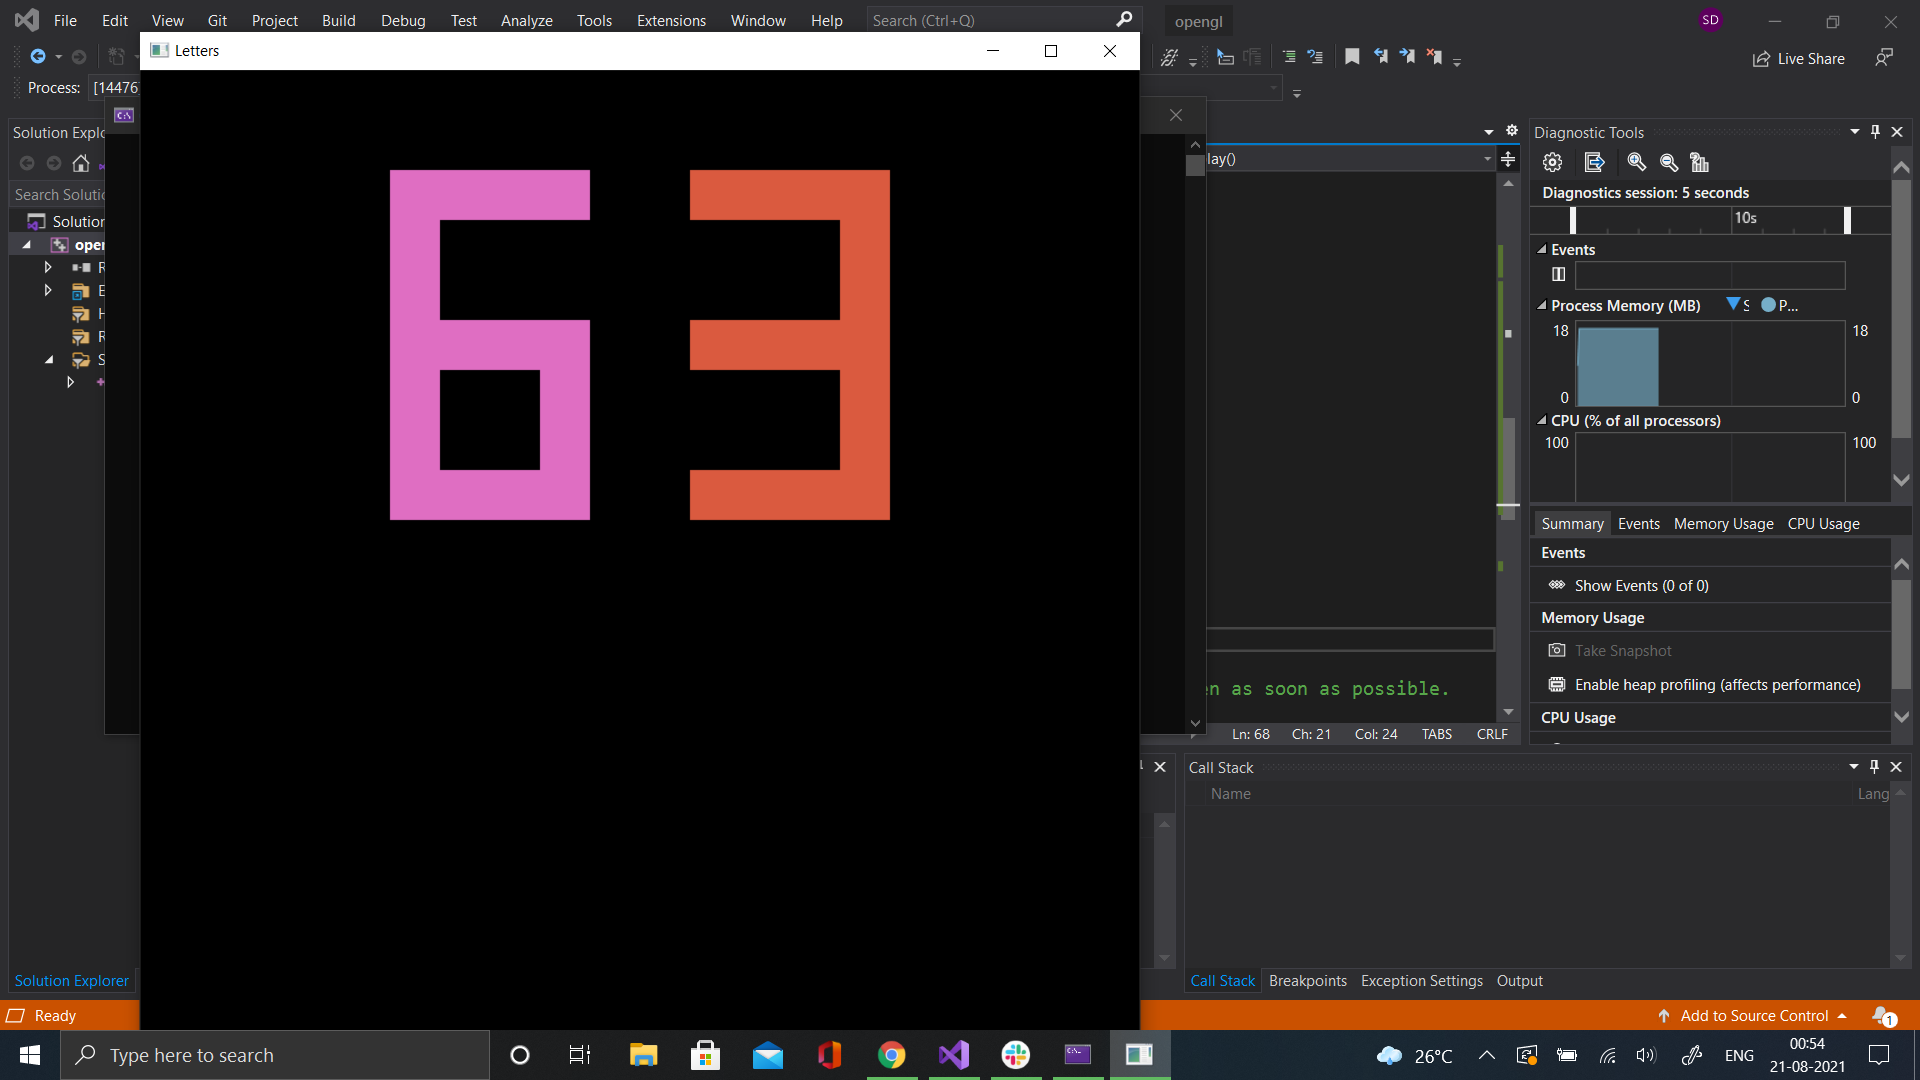 File Edit View Git Project Build Debug Test Analyze Tools Extensions Window Help Search (Ctrl+Q) opengl SD
Letters
Live Share
Process: [14476
C:\
Solution Explo
lay()
Search Solutio
Solution
open
R
E
H
R
S
63
en as soon as possible.
Ln: 68 Ch: 21 Col: 24 TABS CRLF
Diagnostic Tools
Diagnostics session: 5 seconds
10s
Events
Process Memory (MB) S P...
18 18
0 0
CPU (% of all processors)
100 100
Summary Events Memory Usage CPU Usage
Events
Show Events (0 of 0)
Memory Usage
Take Snapshot
Enable heap profiling (affects performance)
CPU Usage
Call Stack
Name Lang
Solution Explorer
Call Stack Breakpoints Exception Settings Output
Ready
Add to Source Control 1
Type here to search
26°C ENG 00:54
21-08-2021